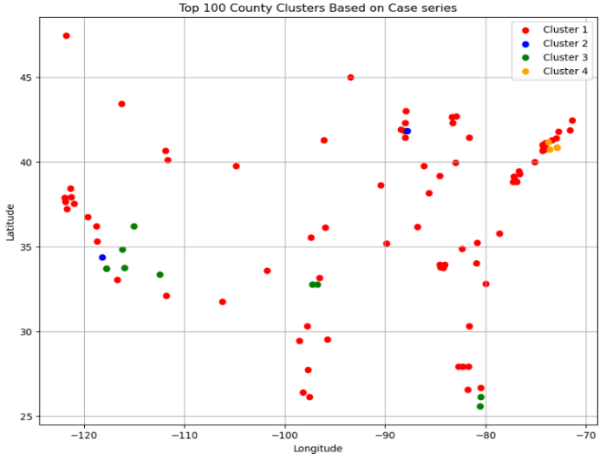 Top 100 County Clusters Based on Case series
Cluster 1
Cluster 2
Cluster 3
Cluster 4
45
40
35
30
25
Latitude
−120
−110
−100
−90
−80
−70
Longitude